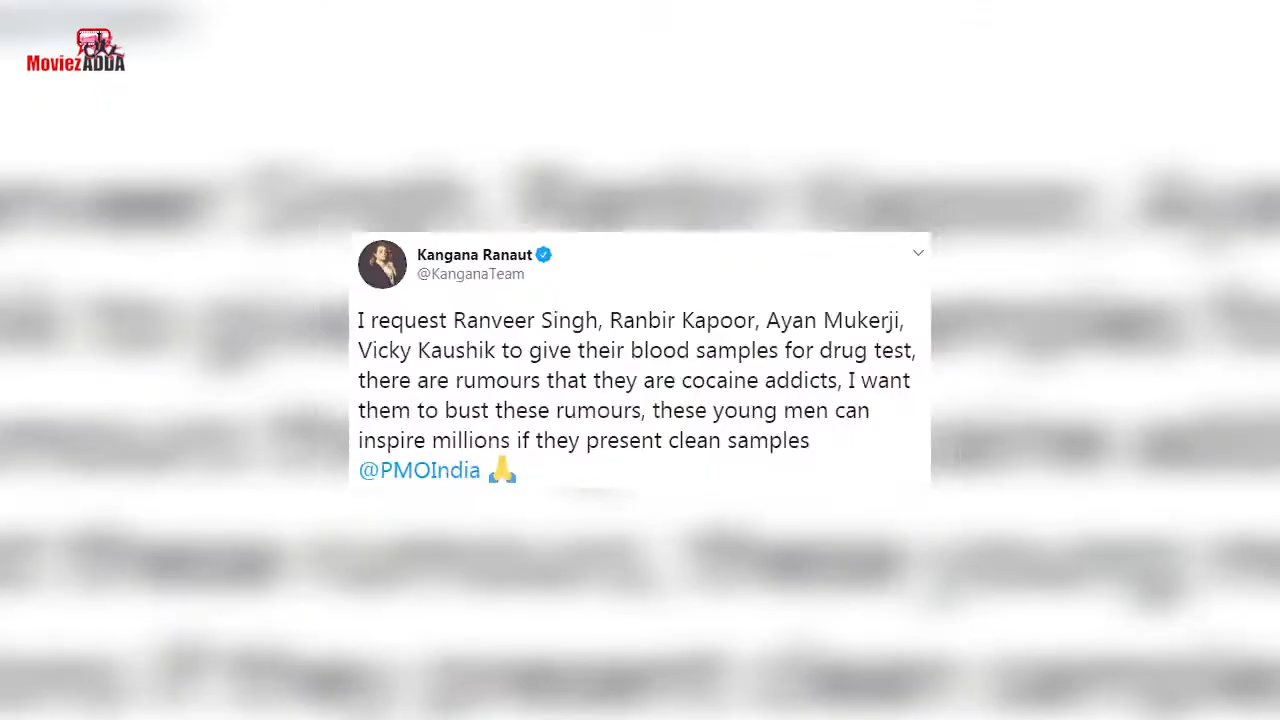 MoviezADDA
Kangana Ranaut
@KanganaTeam
I request Ranveer Singh, Ranbir Kapoor, Ayan Mukerji,
Vicky Kaushik to give their blood samples for drug test,
there are rumours that they are cocaine addicts, I want
them to bust these rumours, these young men can
inspire millions if they present clean samples
@PMOIndia 🙏